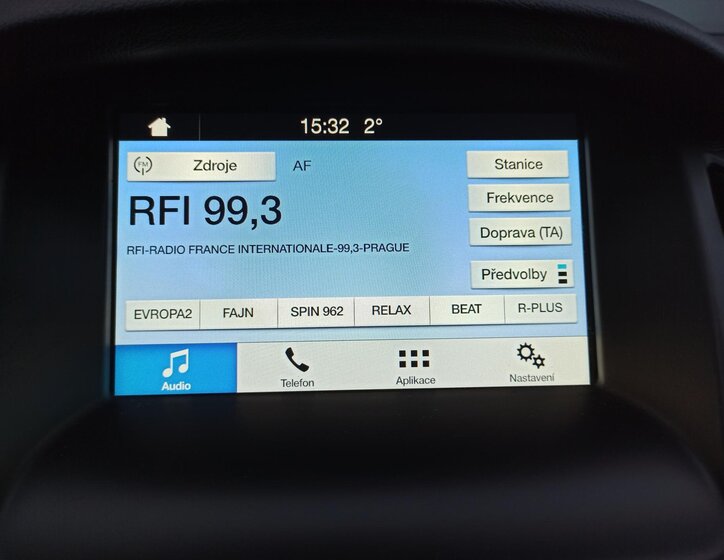 15:32 2°
FM
Zdroje
AF
Stanice
RFI 99,3
Frekvence
Doprava (TA)
RFI-RADIO FRANCE INTERNATIONALE-99,3-PRAGUE
Předvolby
EVROPA2 FAJN SPIN 962 RELAX BEAT R-PLUS
Audio Telefon Aplikace Nastavení